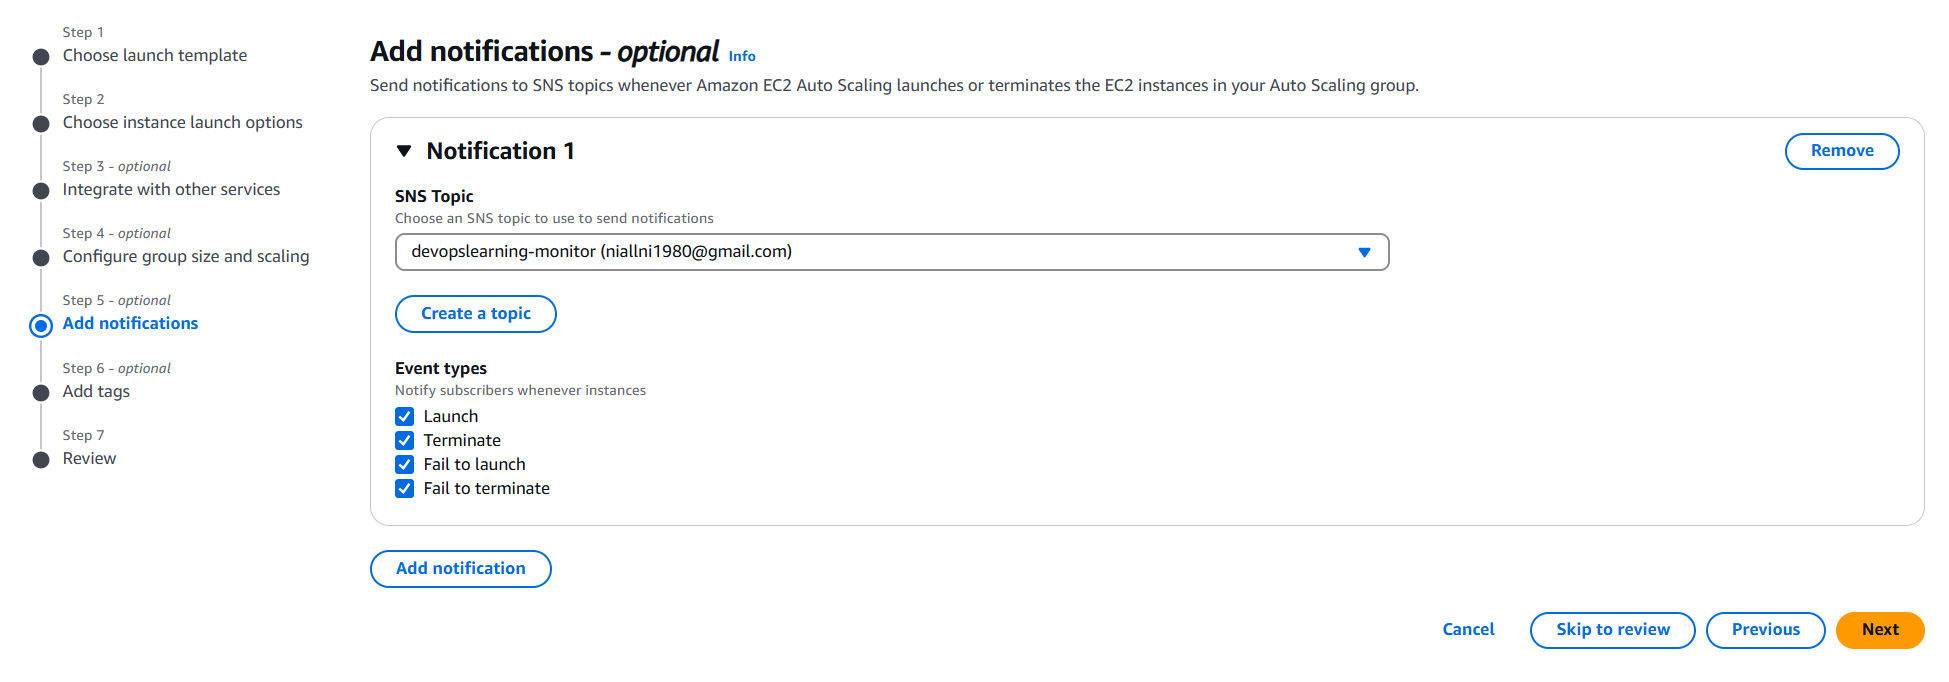 Step 1
Choose launch template
Step 2
Choose instance launch options
Step 3 - optional
Integrate with other services
Step 4 - optional
Configure group size and scaling
Step 5 - optional
Add notifications
Step 6 - optional
Add tags
Step 7
Review
Add notifications - optional Info
Send notifications to SNS topics whenever Amazon EC2 Auto Scaling launches or terminates the EC2 instances in your Auto Scaling group.
Notification 1
Remove
SNS Topic
Choose an SNS topic to use to send notifications
devopslearning-monitor (niallni1980@gmail.com)
Create a topic
Event types
Notify subscribers whenever instances
Launch
Terminate
Fail to launch
Fail to terminate
Add notification
Cancel Skip to review Previous Next